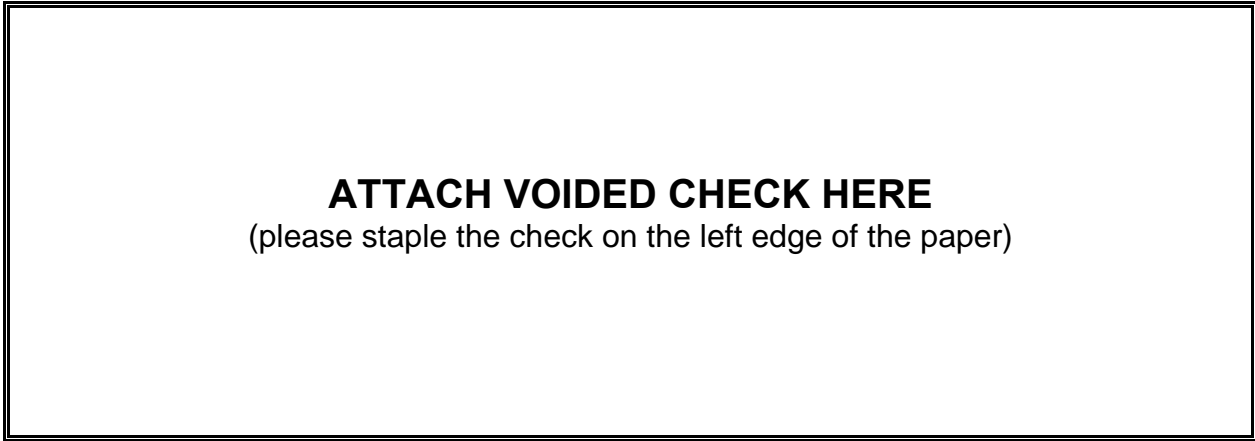 ATTACH VOIDED CHECK HERE
(please staple the check on the left edge of the paper)